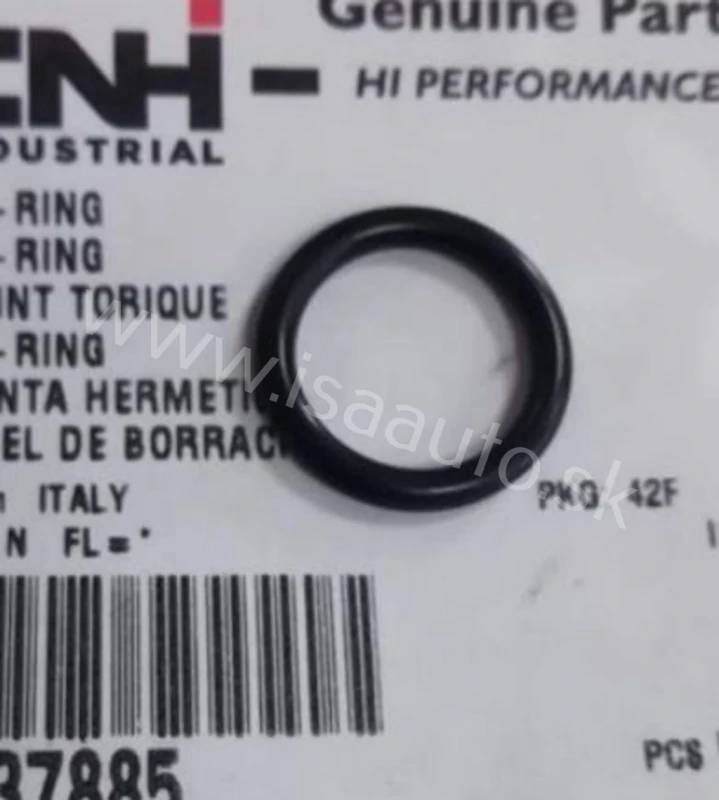 Genuine Part
CNH
HI PERFORMANCE
DUSTRIAL
-RING
-RING
INT TORIQUE
-RING
NTA HERMETI
EL DE BORRAC
ITALY
PKG 42F
N FL=*
37885
PCS
www.isaauto.sk